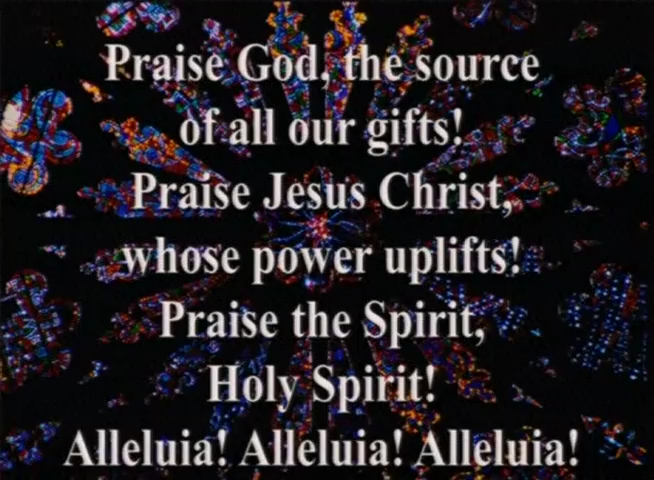 Praise God, the source
of all our gifts!
Praise Jesus Christ,
whose power uplifts!
Praise the Spirit,
Holy Spirit!
Alleluia! Alleluia! Alleluia!